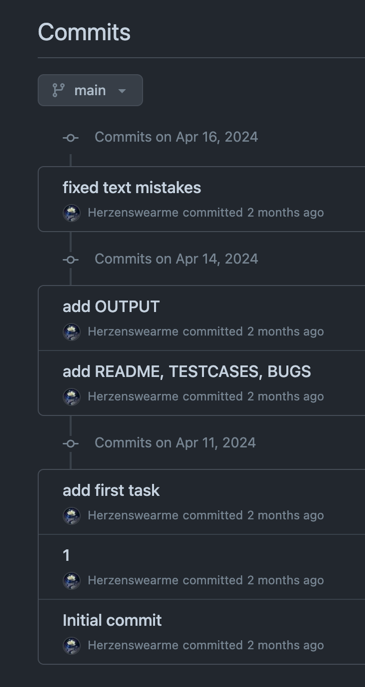 Commits
main
Commits on Apr 16, 2024
fixed text mistakes
Herzenswearme committed 2 months ago
Commits on Apr 14, 2024
add OUTPUT
Herzenswearme committed 2 months ago
add README, TESTCASES, BUGS
Herzenswearme committed 2 months ago
Commits on Apr 11, 2024
add first task
Herzenswearme committed 2 months ago
1
Herzenswearme committed 2 months ago
Initial commit
Herzenswearme committed 2 months ago